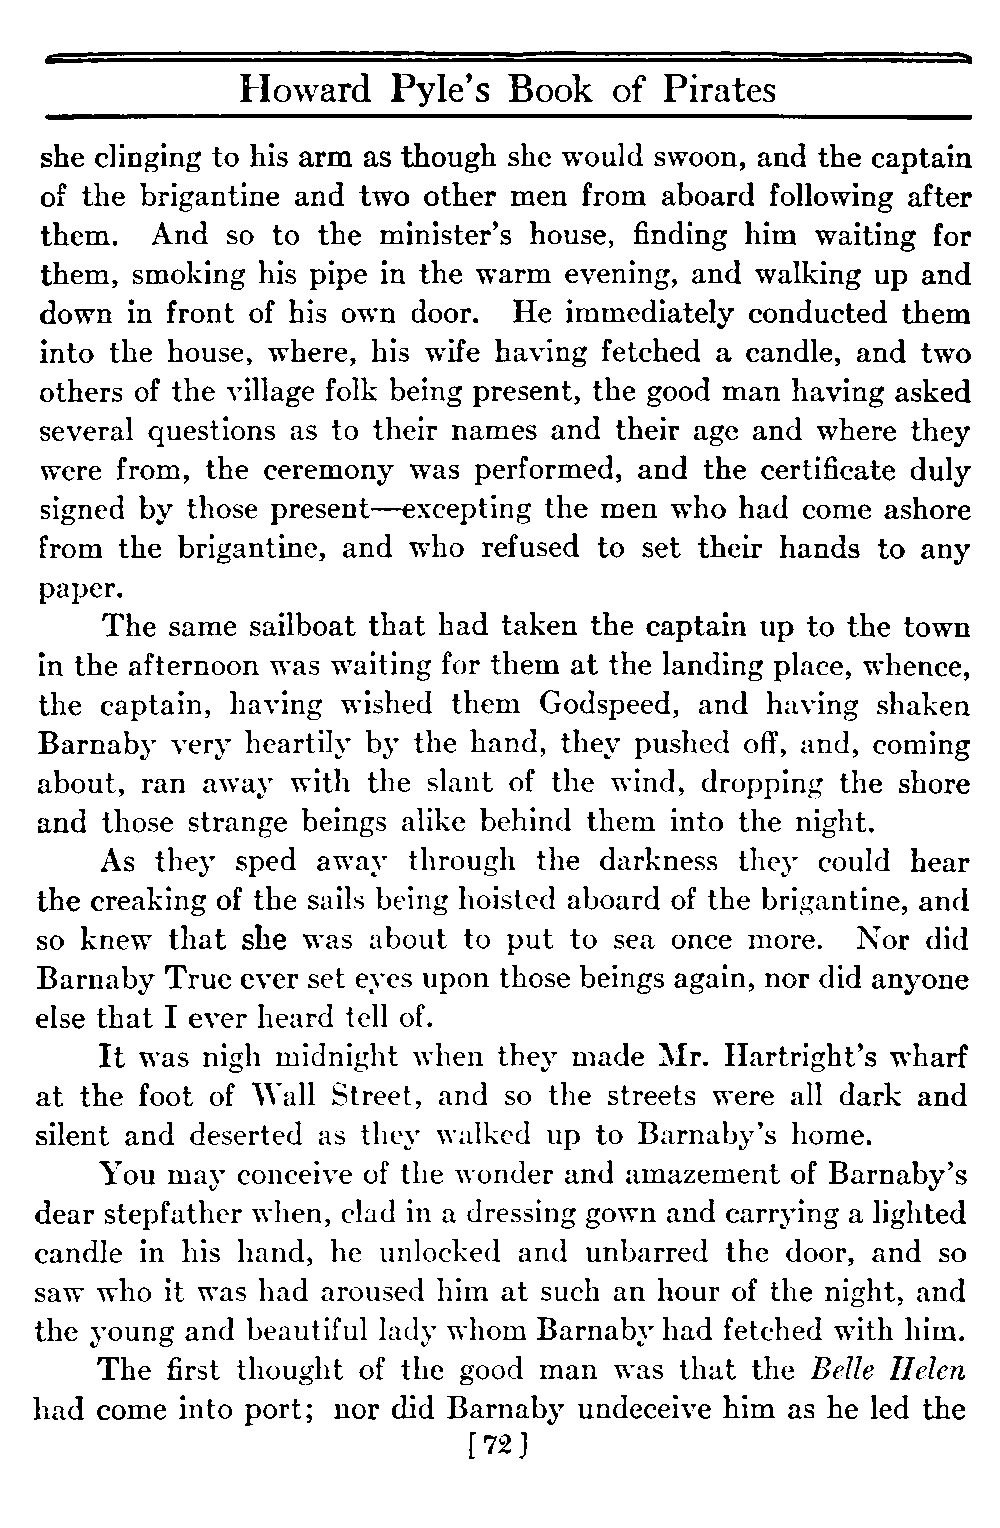 Howard Pyle's Book of Pirates
she clinging to his arm as though she would swoon, and the captain
of the brigantine and two other men from aboard following after
them. And so to the minister's house, finding him waiting for
them, smoking his pipe in the warm evening, and walking up and
down in front of his own door. He immediately conducted them
into the house, where, his wife having fetched a candle, and two
others of the village folk being present, the good man having asked
several questions as to their names and their age and where they
were from, the ceremony was performed, and the certificate duly
signed by those present—excepting the men who had come ashore
from the brigantine, and who refused to set their hands to any
paper.
The same sailboat that had taken the captain up to the town
in the afternoon was waiting for them at the landing place, whence,
the captain, having wished them Godspeed, and having shaken
Barnaby very heartily by the hand, they pushed off, and, coming
about, ran away with the slant of the wind, dropping the shore
and those strange beings alike behind them into the night.
As they sped away through the darkness they could hear
the creaking of the sails being hoisted aboard of the brigantine, and
so knew that she was about to put to sea once more. Nor did
Barnaby True ever set eyes upon those beings again, nor did anyone
else that I ever heard tell of.
It was nigh midnight when they made Mr. Hartright's wharf
at the foot of Wall Street, and so the streets were all dark and
silent and deserted as they walked up to Barnaby's home.
You may conceive of the wonder and amazement of Barnaby's
dear stepfather when, clad in a dressing gown and carrying a lighted
candle in his hand, he unlocked and unbarred the door, and so
saw who it was had aroused him at such an hour of the night, and
the young and beautiful lady whom Barnaby had fetched with him.
The first thought of the good man was that the Belle Helen
had come into port; nor did Barnaby undeceive him as he led the
[72]